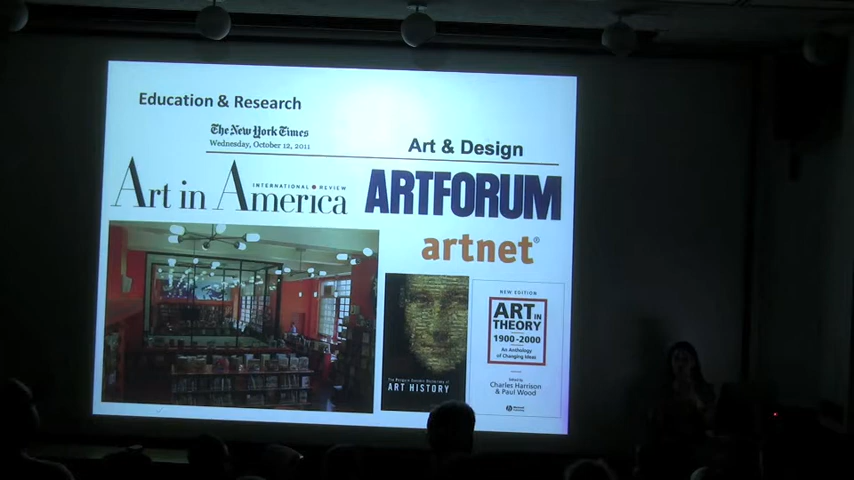 Education & Research
The New York Times
Wednesday, October 12, 2011
Art & Design
Art in America
INTERNATIONAL REVIEW
ARTFORUM
artnet®
ART HISTORY
NEW EDITION
ART IN
THEORY
1900-2000
An Anthology
of Changing Ideas
Edited by
Charles Harrison
& Paul Wood